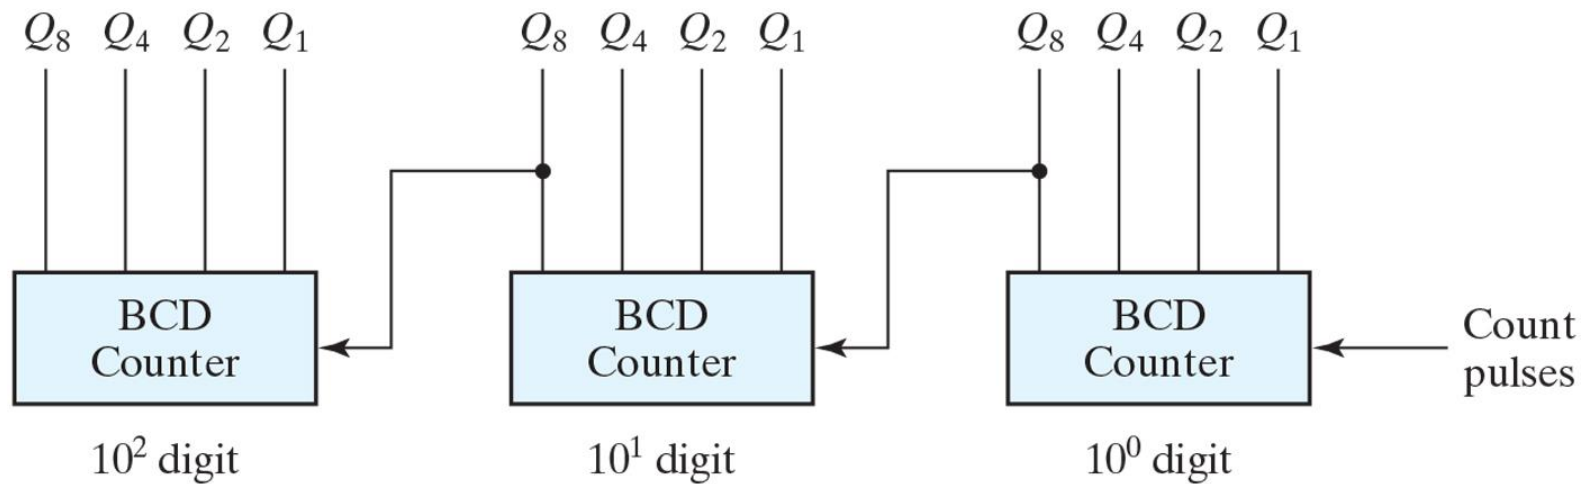 Q₈ Q₄ Q₂ Q₁ Q₈ Q₄ Q₂ Q₁ Q₈ Q₄ Q₂ Q₁
BCD
Counter
BCD
Counter
BCD
Counter
Count
pulses
10² digit
10¹ digit
10⁰ digit